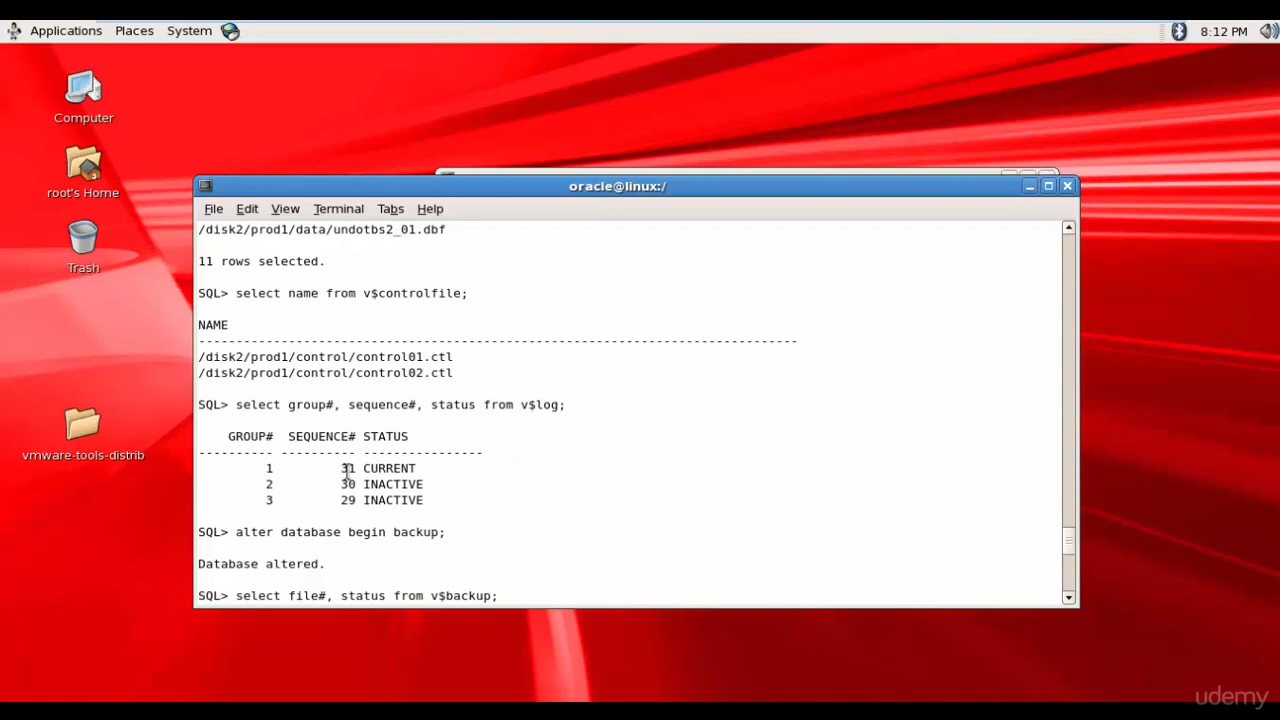 Applications Places System 8:12 PM
Computer
root's Home
Trash
vmware-tools-distrib
oracle@linux:/
File Edit View Terminal Tabs Help
/disk2/prod1/data/undotbs2_01.dbf
11 rows selected.
SQL> select name from v$controlfile;
NAME
--------------------------------------------------------------------------------
/disk2/prod1/control/control01.ctl
/disk2/prod1/control/control02.ctl
SQL> select group#, sequence#, status from v$log;
GROUP# SEQUENCE# STATUS
---------- ---------- ----------------
1 31 CURRENT
2 30 INACTIVE
3 29 INACTIVE
SQL> alter database begin backup;
Database altered.
SQL> select file#, status from v$backup;
udemy